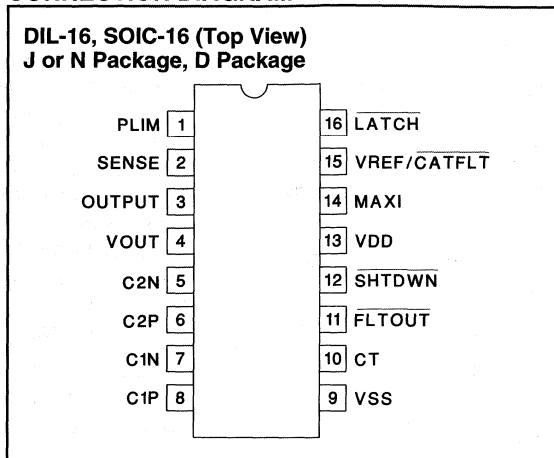 DIL-16, SOIC-16 (Top View)
J or N Package, D Package
PLIM 1
SENSE 2
OUTPUT 3
VOUT 4
C2N 5
C2P 6
C1N 7
C1P 8
16 LATCH
15 VREF/CATFLT
14 MAXI
13 VDD
12 SHTDWN
11 FLTOUT
10 CT
9 VSS